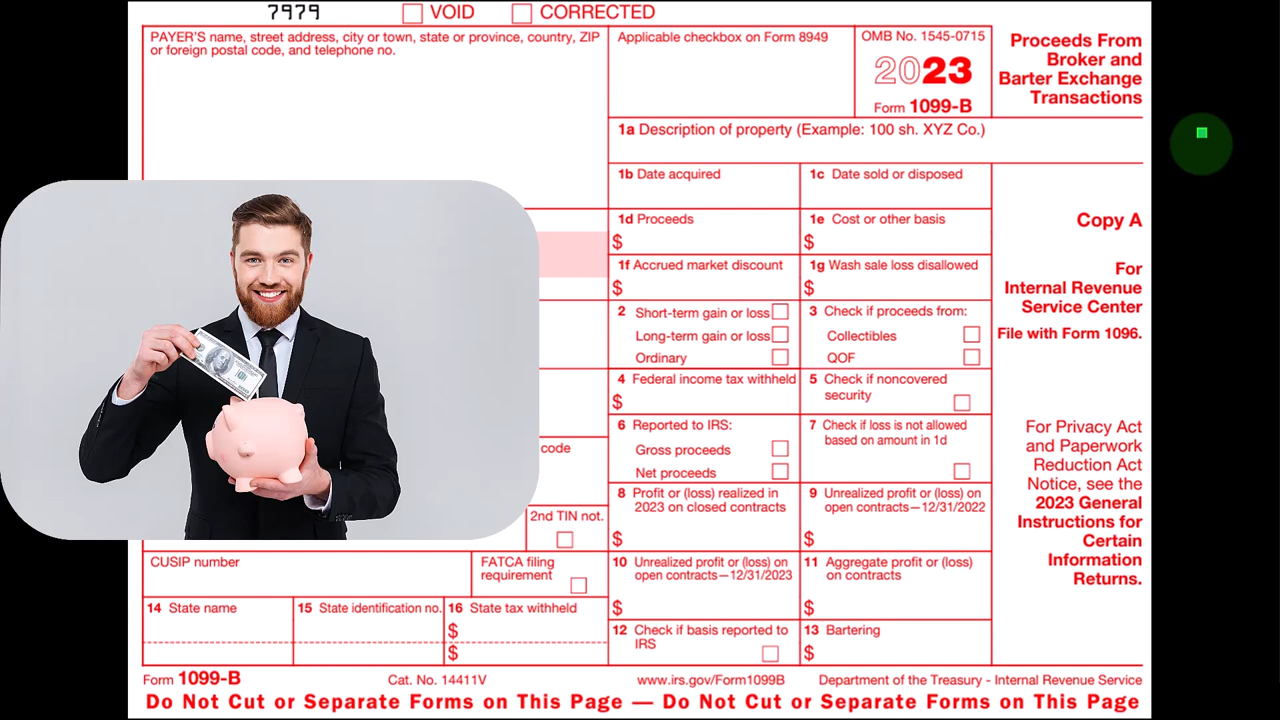 7979
VOID
CORRECTED
PAYER'S name, street address, city or town, state or province, country, ZIP
or foreign postal code, and telephone no.
Applicable checkbox on Form 8949
OMB No. 1545-0715
2023
Form 1099-B
Proceeds From
Broker and
Barter Exchange
Transactions
1a Description of property (Example: 100 sh. XYZ Co.)
1b Date acquired
1c Date sold or disposed
1d Proceeds
$
1e Cost or other basis
$
Copy A
1f Accrued market discount
$
1g Wash sale loss disallowed
$
For
Internal Revenue
Service Center
File with Form 1096.
2 Short-term gain or loss
Long-term gain or loss
Ordinary
3 Check if proceeds from:
Collectibles
QOF
4 Federal income tax withheld
$
5 Check if noncovered
security
code
6 Reported to IRS:
Gross proceeds
Net proceeds
7 Check if loss is not allowed
based on amount in 1d
For Privacy Act
and Paperwork
Reduction Act
Notice, see the
2023 General
Instructions for
Certain
Information
Returns.
2nd TIN not.
8 Profit or (loss) realized in
2023 on closed contracts
$
9 Unrealized profit or (loss) on
open contracts—12/31/2022
$
CUSIP number
FATCA filing
requirement
10 Unrealized profit or (loss) on
open contracts—12/31/2023
$
11 Aggregate profit or (loss)
on contracts
$
14 State name
15 State identification no.
16 State tax withheld
$
$
12 Check if basis reported to
IRS
13 Bartering
$
Form 1099-B
Cat. No. 14411V
www.irs.gov/Form1099B
Department of the Treasury - Internal Revenue Service
Do Not Cut or Separate Forms on This Page — Do Not Cut or Separate Forms on This Page